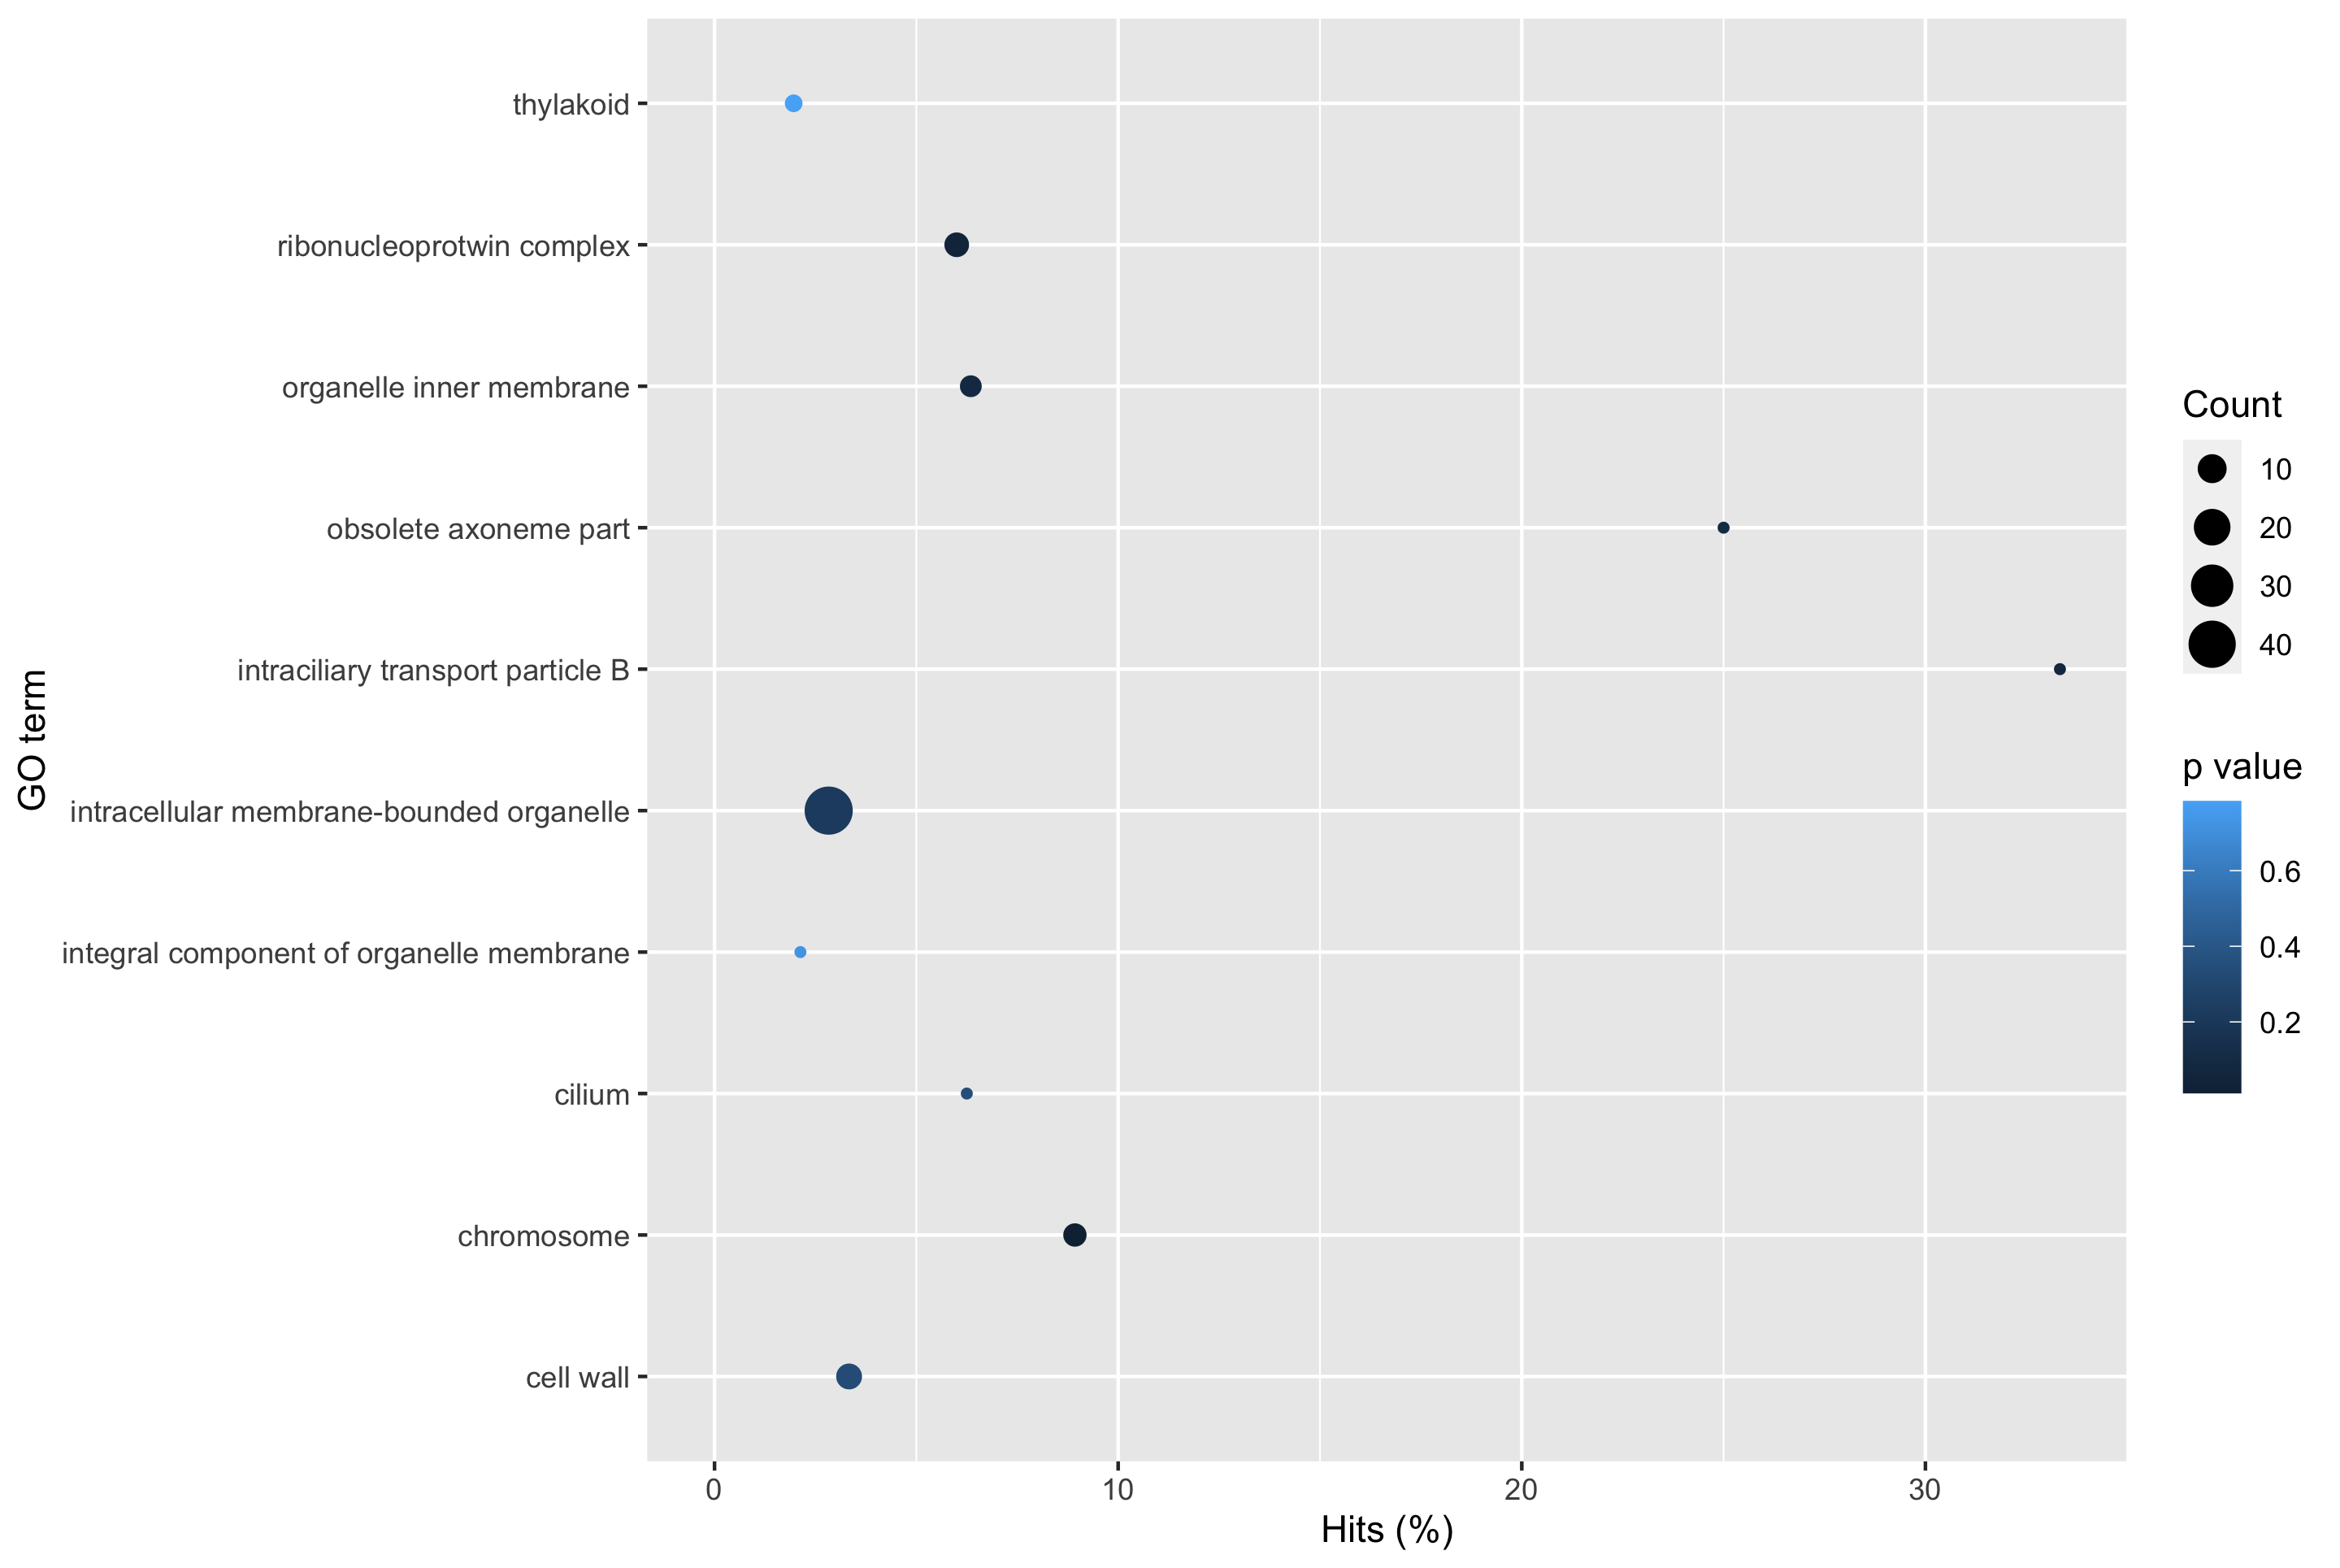 thylakoid
ribonucleoprotwin complex
organelle inner membrane
obsolete axoneme part
intraciliary transport particle B
intracellular membrane-bounded organelle
integral component of organelle membrane
cilium
chromosome
cell wall
GO term
0 10 20 30
Hits (%)
Count
10
20
30
40
p value
0.6
0.4
0.2